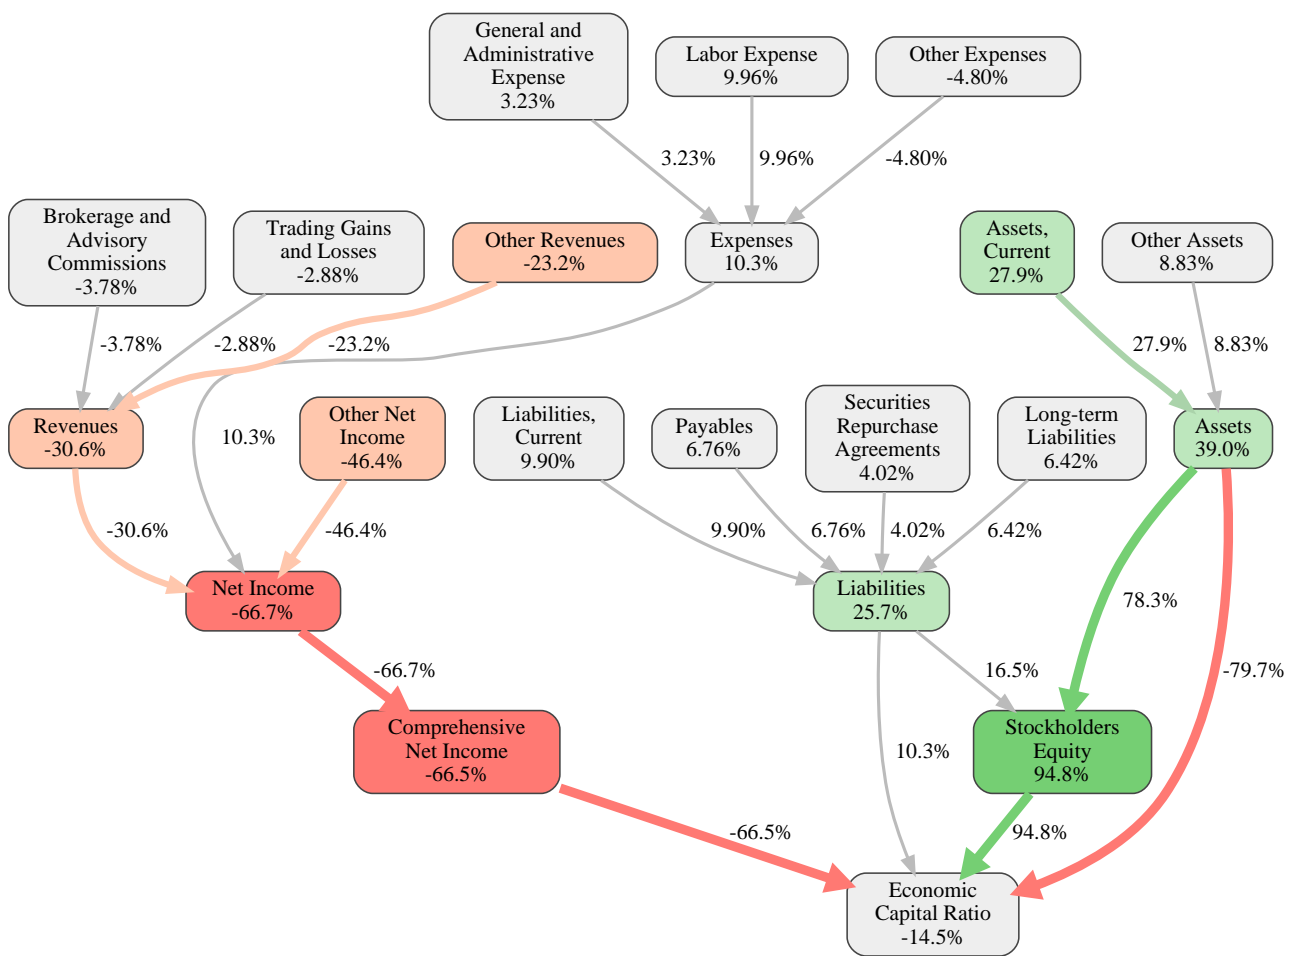 General and
Administrative
Expense
3.23%
Labor Expense
9.96%
Other Expenses
-4.80%
3.23%
9.96%
-4.80%
Brokerage and
Advisory
Commissions
-3.78%
Trading Gains
and Losses
-2.88%
Other Revenues
-23.2%
Expenses
10.3%
Assets,
Current
27.9%
Other Assets
8.83%
-3.78%
-2.88%
-23.2%
27.9%
8.83%
Revenues
-30.6%
10.3%
Other Net
Income
-46.4%
Liabilities,
Current
9.90%
Payables
6.76%
Securities
Repurchase
Agreements
4.02%
Long-term
Liabilities
6.42%
Assets
39.0%
-30.6%
-46.4%
9.90%
6.76%
4.02%
6.42%
Net Income
-66.7%
Liabilities
25.7%
78.3%
-66.7%
16.5%
-79.7%
Comprehensive
Net Income
-66.5%
10.3%
Stockholders
Equity
94.8%
-66.5%
94.8%
Economic
Capital Ratio
-14.5%